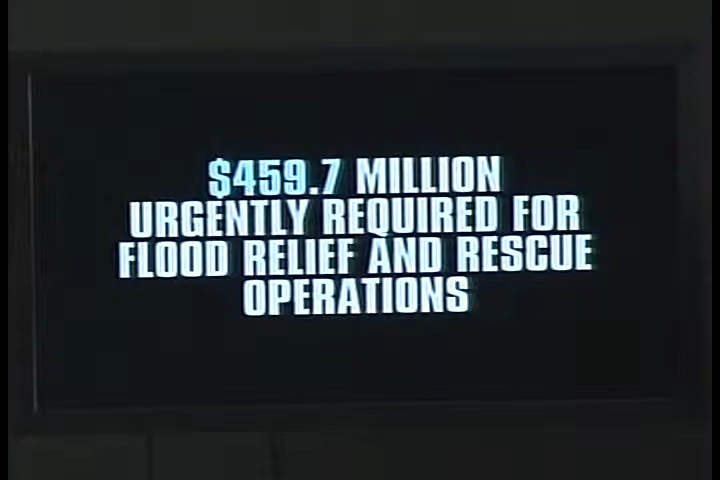 $459.7 MILLION
URGENTLY REQUIRED FOR
FLOOD RELIEF AND RESCUE
OPERATIONS